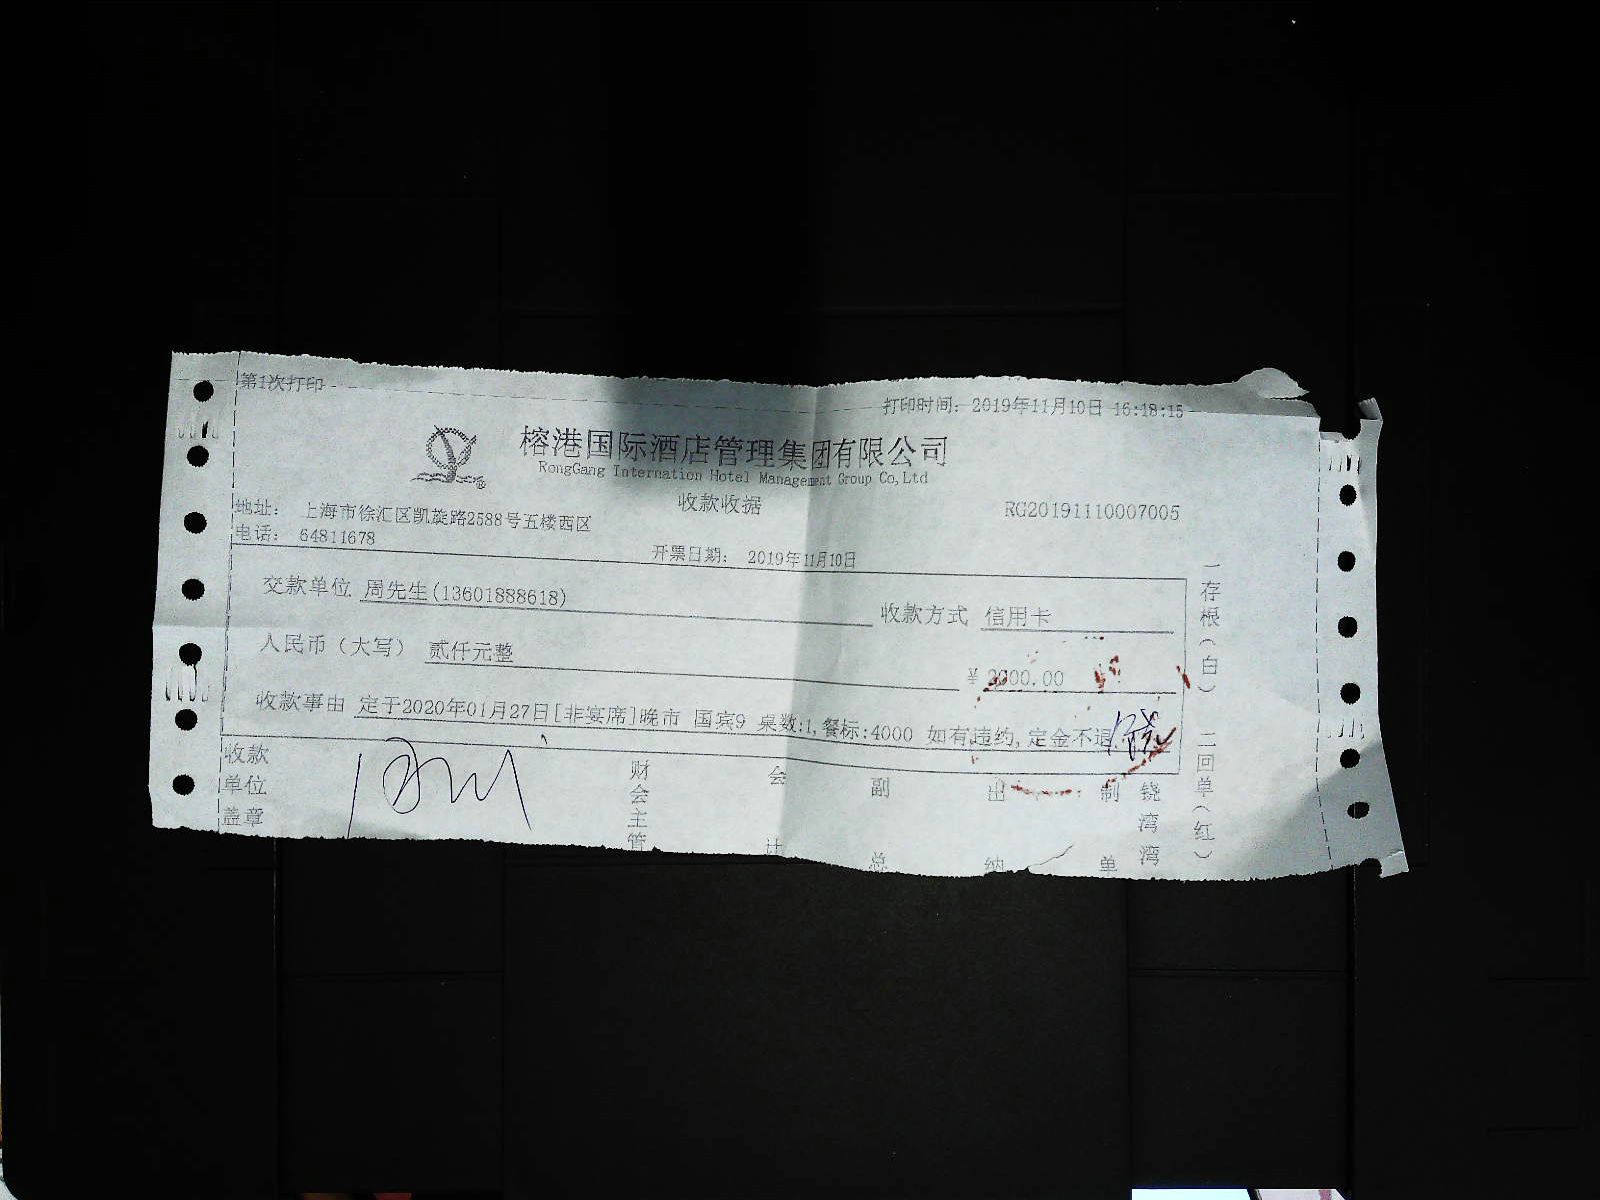 第1次打印
打印时间: 2019年11月10日 16:18:15
榕港国际酒店管理集团有限公司
RongGang Internation Hotel Management Group Co,Ltd
收款收据
地址: 上海市徐汇区凯旋路2588号五楼西区
RG20191110007005
电话: 64811678
开票日期: 2019年11月10日
交款单位 周先生(13601888618)
收款方式 信用卡
人民币(大写) 贰仟元整
¥ 2000.00
收款事由 定于2020年01月27日[非宴席]晚市 国宾9 桌数:1,餐标:4000 如有违约,定金不退
收款单位盖章
财会主管
会计
副总
出纳
制单
饶湾湾
一存根(白)
二回单(红)